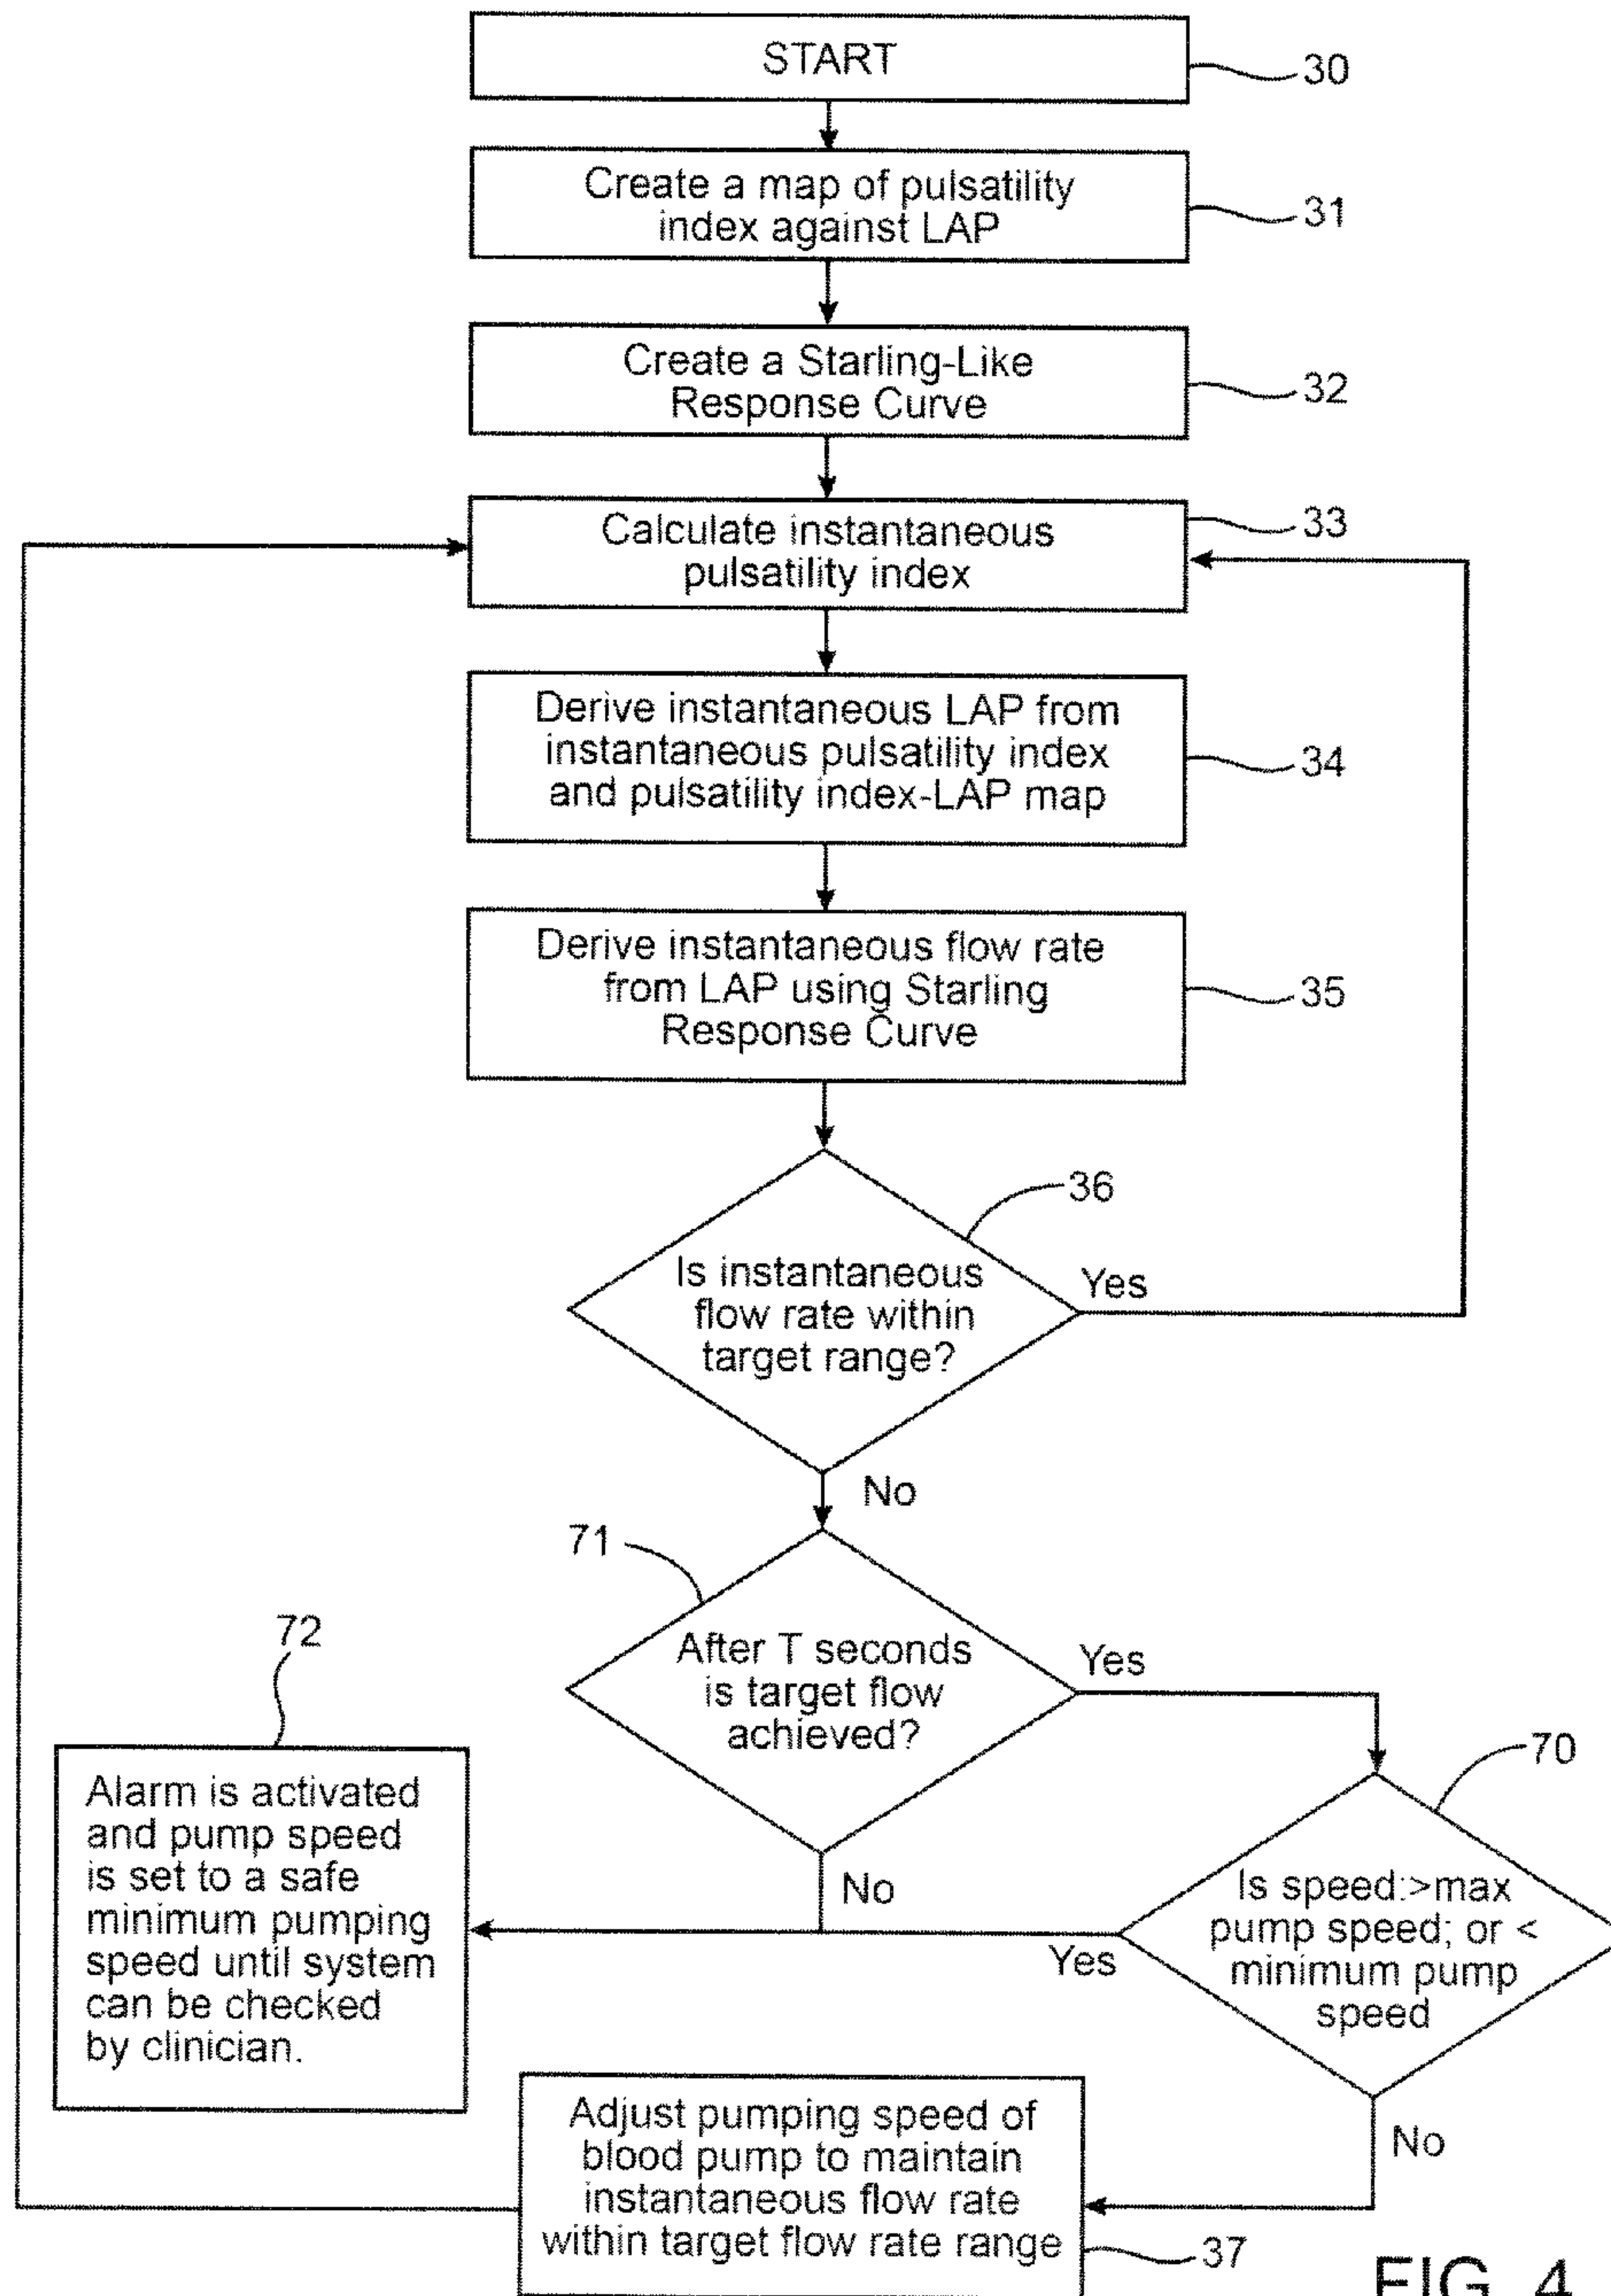 START
30
Create a map of pulsatility
index against LAP
31
Create a Starling-Like
Response Curve
32
Calculate instantaneous
pulsatility index
33
Derive instantaneous LAP from
instantaneous pulsatility index
and pulsatility index-LAP map
34
Derive instantaneous flow rate
from LAP using Starling
Response Curve
35
36
Is instantaneous
flow rate within
target range?
Yes
No
71
After T seconds
is target flow
achieved?
Yes
No
72
Alarm is activated
and pump speed
is set to a safe
minimum pumping
speed until system
can be checked
by clinician.
70
Is speed:>max
pump speed; or <
minimum pump
speed
Yes
No
Adjust pumping speed of
blood pump to maintain
instantaneous flow rate
within target flow rate range
37
FIG. 4